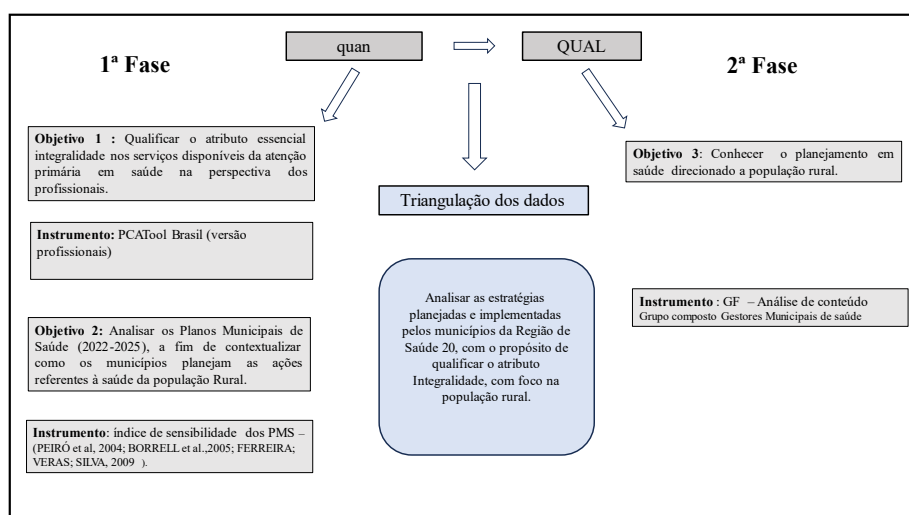 quan
QUAL
1ª Fase
2ª Fase
Objetivo 1 : Qualificar o atributo essencial
integralidade nos serviços disponíveis da atenção
primária em saúde na perspectiva dos
profissionais.
Instrumento: PCATool Brasil (versão
profissionais)
Objetivo 2: Analisar os Planos Municipais de
Saúde (2022-2025), a fim de contextualizar
como os municípios planejam as ações
referentes à saúde da população Rural.
Instrumento: índice de sensibilidade dos PMS –
(PEIRÓ et al, 2004; BORRELL et al.,2005; FERREIRA;
VERAS; SILVA, 2009 ).
Triangulação dos dados
Analisar as estratégias
planejadas e implementadas
pelos municípios da Região de
Saúde 20, com o propósito de
qualificar o atributo
Integralidade, com foco na
população rural.
Objetivo 3: Conhecer o planejamento em
saúde direcionado a população rural.
Instrumento : GF – Análise de conteúdo
Grupo composto Gestores Municipais de saúde